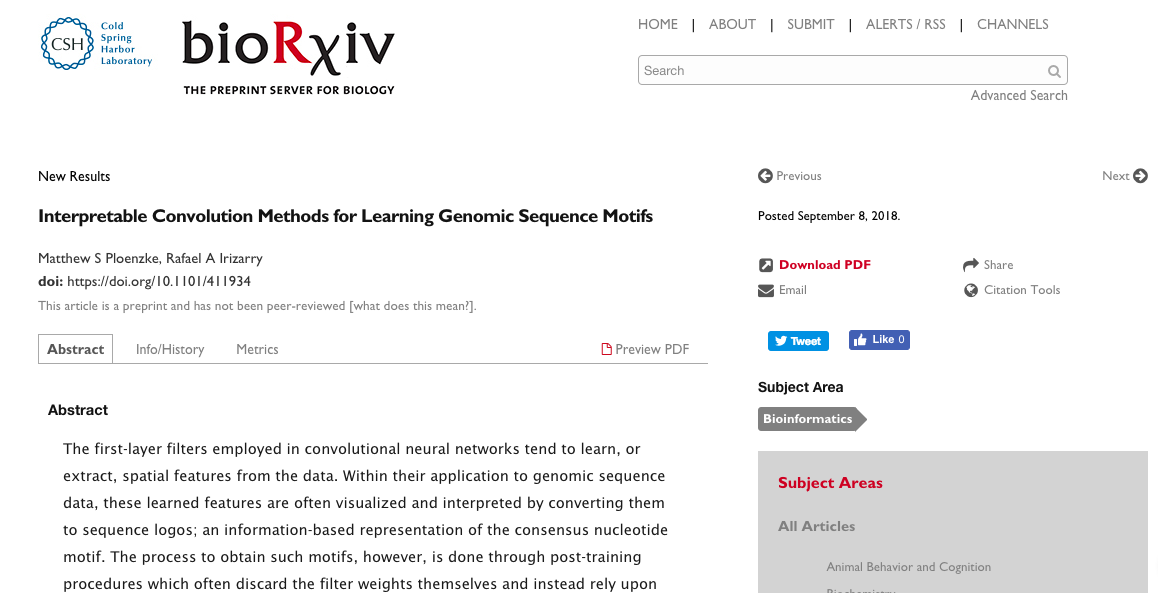 CSH Cold Spring Harbor Laboratory
bioRxiv
THE PREPRINT SERVER FOR BIOLOGY
HOME | ABOUT | SUBMIT | ALERTS / RSS | CHANNELS
Search
Advanced Search
New Results
Interpretable Convolution Methods for Learning Genomic Sequence Motifs
Matthew S Ploenzke, Rafael A Irizarry
doi: https://doi.org/10.1101/411934
This article is a preprint and has not been peer-reviewed [what does this mean?].
Abstract Info/History Metrics Preview PDF
Abstract
The first-layer filters employed in convolutional neural networks tend to learn, or
extract, spatial features from the data. Within their application to genomic sequence
data, these learned features are often visualized and interpreted by converting them
to sequence logos; an information-based representation of the consensus nucleotide
motif. The process to obtain such motifs, however, is done through post-training
procedures which often discard the filter weights themselves and instead rely upon
Previous Next
Posted September 8, 2018.
Download PDF Share
Email Citation Tools
Tweet Like 0
Subject Area
Bioinformatics
Subject Areas
All Articles
Animal Behavior and Cognition
Biochemistry